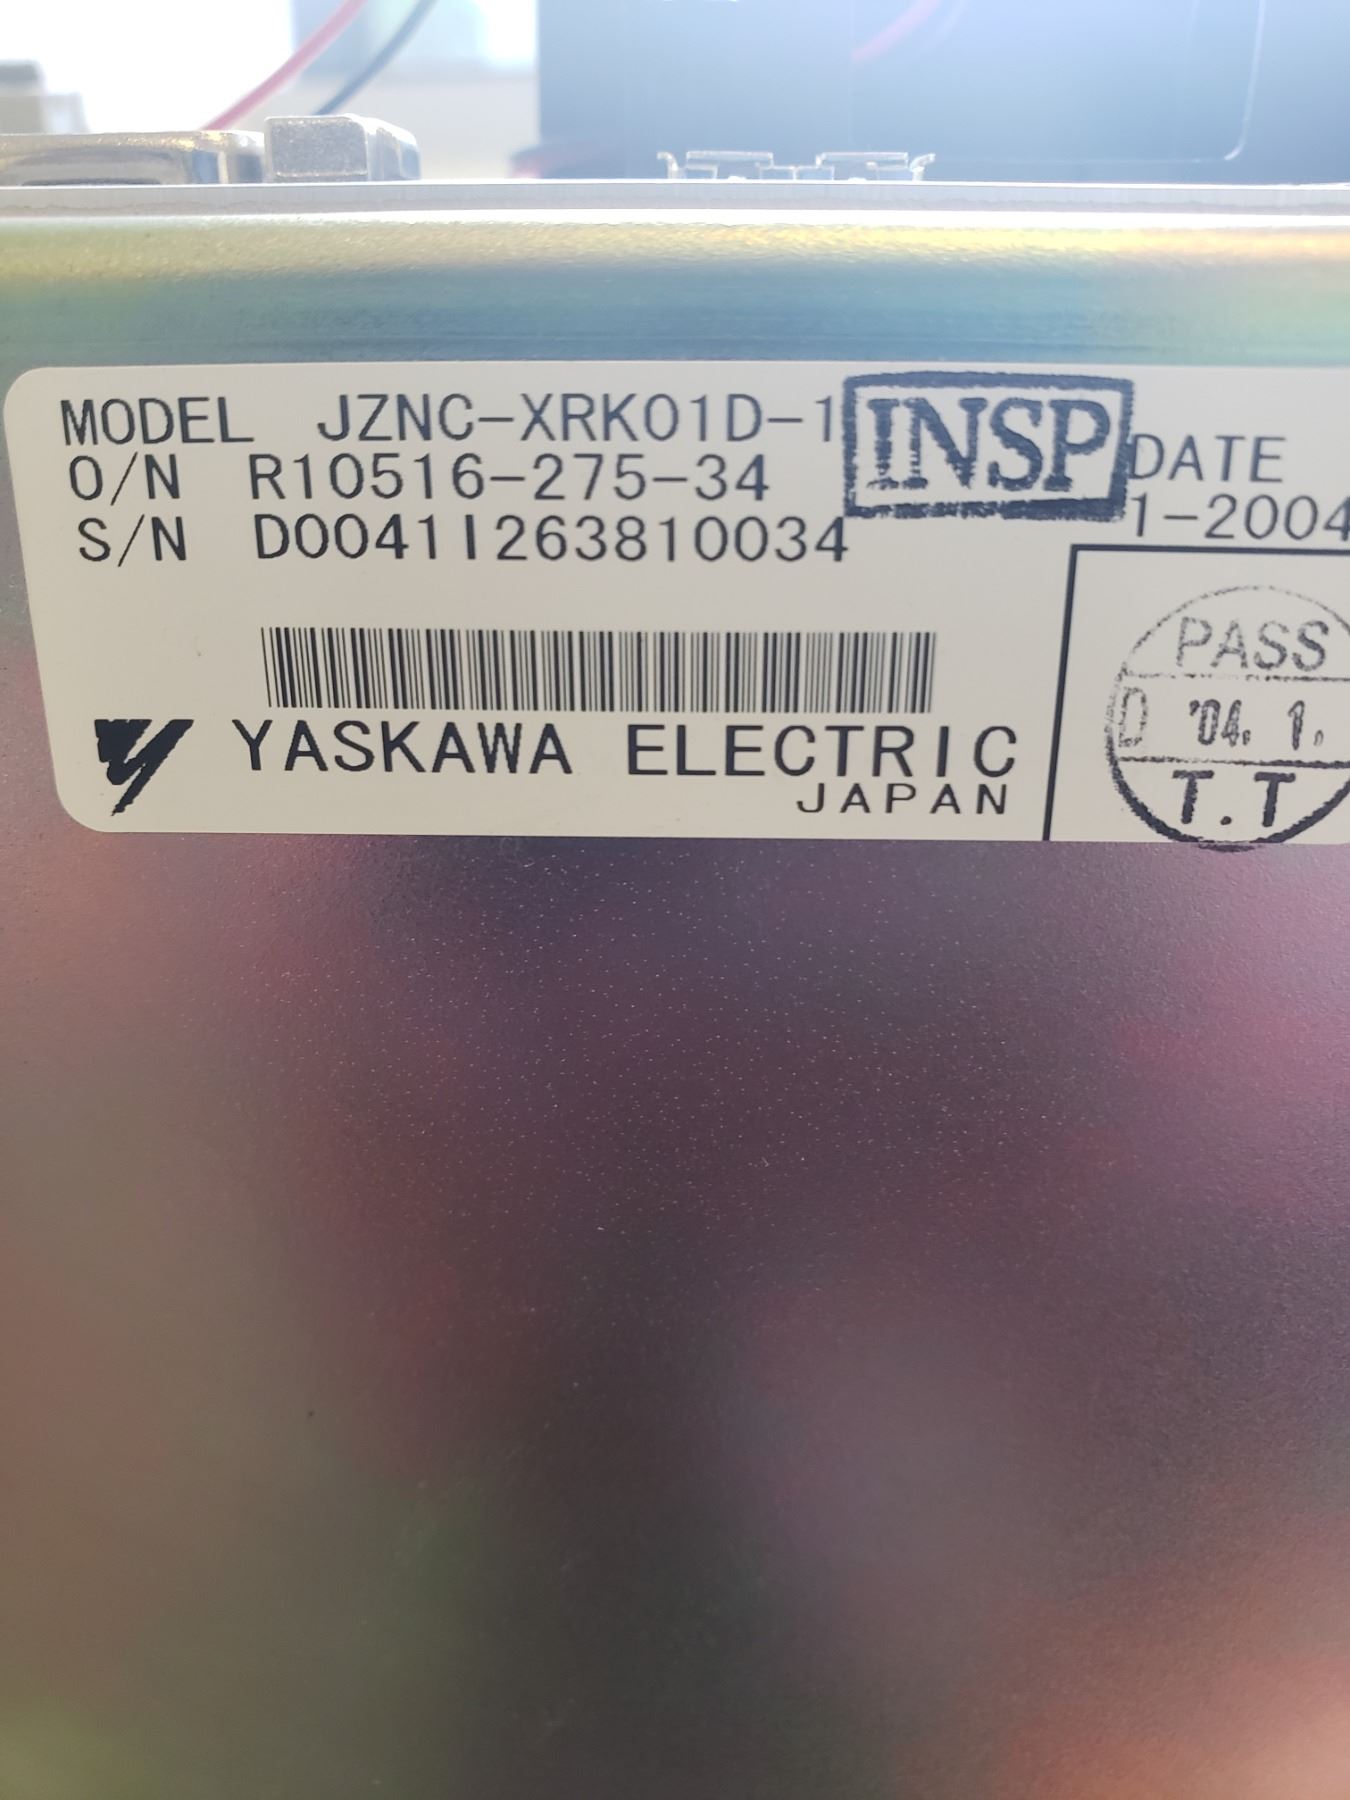 MODEL JZNC-XRK01D-1
INSP
DATE
O/N R10516-275-34
1-2004
S/N D0041I263810034
PASS
D '04. 1.
T.T
YASKAWA ELECTRIC
JAPAN